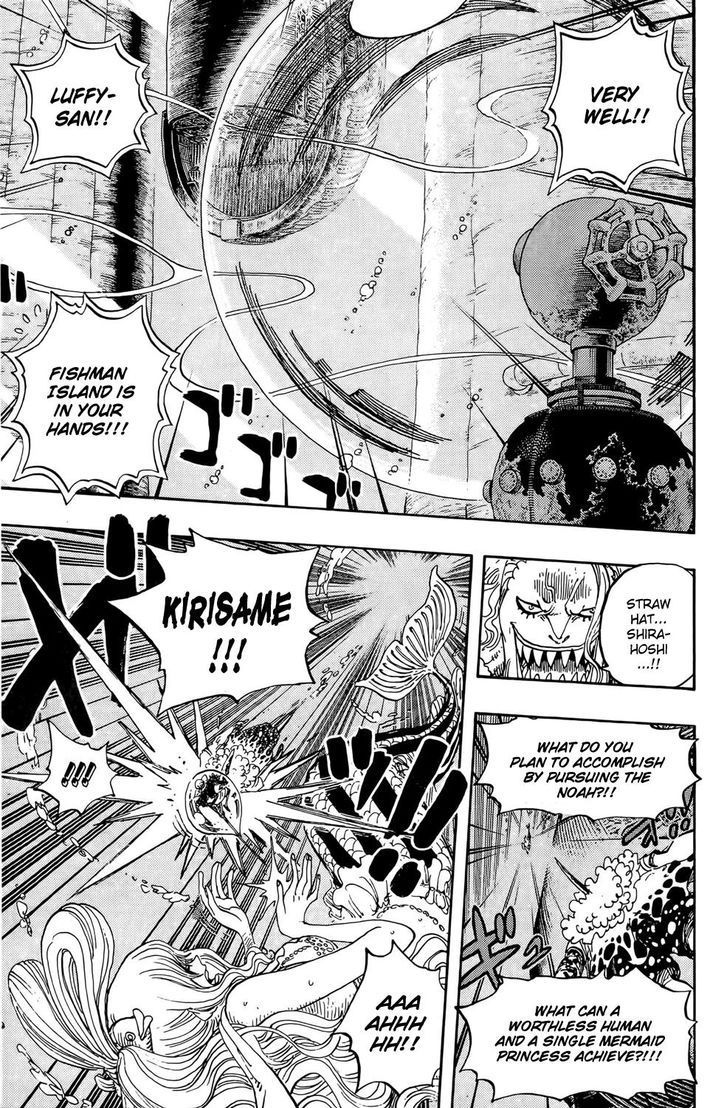 VERY
WELL!!
LUFFY-
SAN!!
FISHMAN
ISLAND IS
IN YOUR
HANDS!!!
ゴゴゴ
STRAW
HAT...
SHIRA-
HOSHI
...!!
WHAT DO YOU
PLAN TO ACCOMPLISH
BY PURSUING THE
NOAH?!!
WHAT CAN A
WORTHLESS HUMAN
AND A SINGLE MERMAID
PRINCESS ACHIEVE?!!!
KIRISAME
!!!
!!!
AAA
AHHH
HH!!